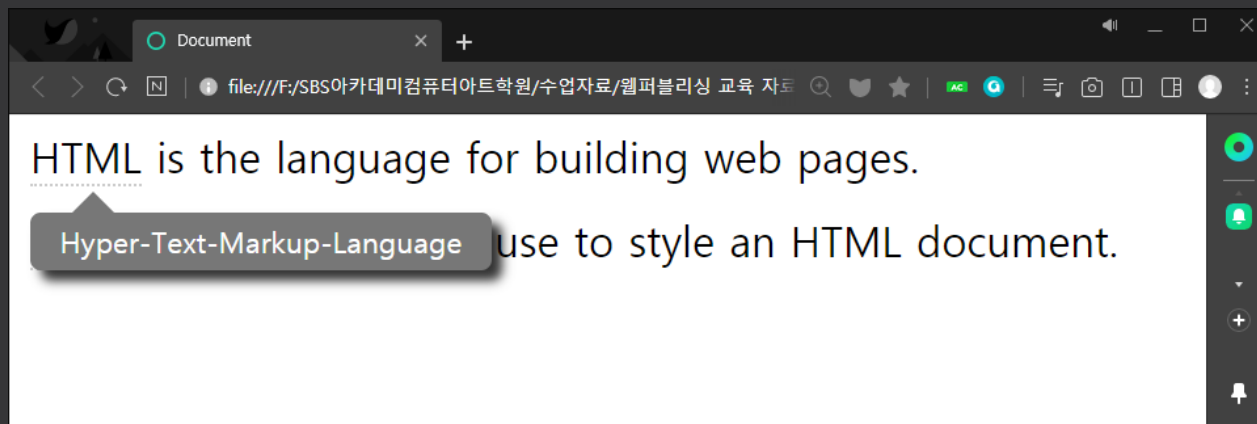 Document
N
file:///F:/SBS아카데미컴퓨터아트학원/수업자료/웹퍼블리싱 교육 자료
AC
HTML is the language for building web pages.
Hyper-Text-Markup-Language
use to style an HTML document.